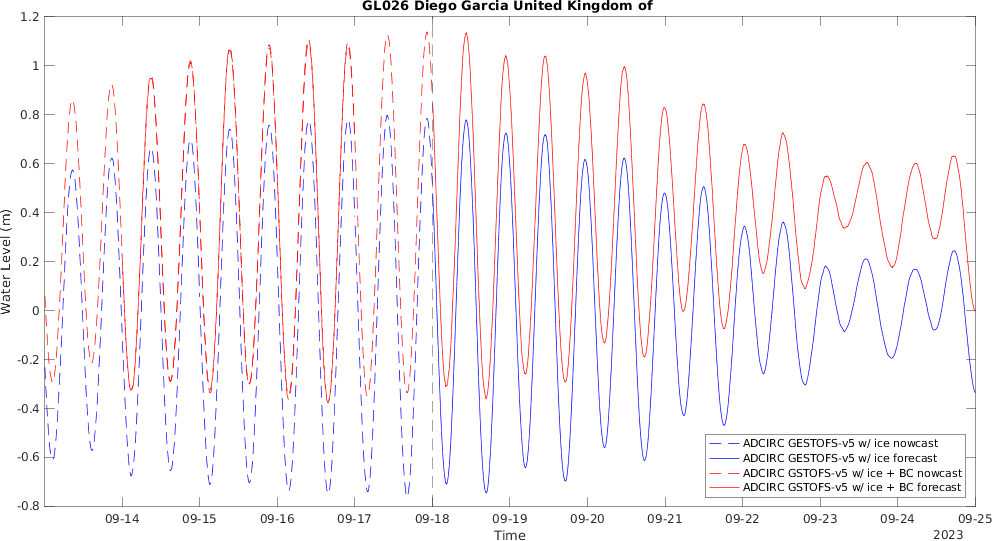 GL026 Diego Garcia United Kingdom of
1.2
1
0.8
0.6
0.4
0.2
0
-0.2
-0.4
-0.6
-0.8
Water Level (m)
09-14 09-15 09-16 09-17 09-18 09-19 09-20 09-21 09-22 09-23 09-24 09-25
Time
2023
ADCIRC GESTOFS-v5 w/ ice nowcast
ADCIRC GESTOFS-v5 w/ ice forecast
ADCIRC GSTOFS-v5 w/ ice + BC nowcast
ADCIRC GSTOFS-v5 w/ ice + BC forecast